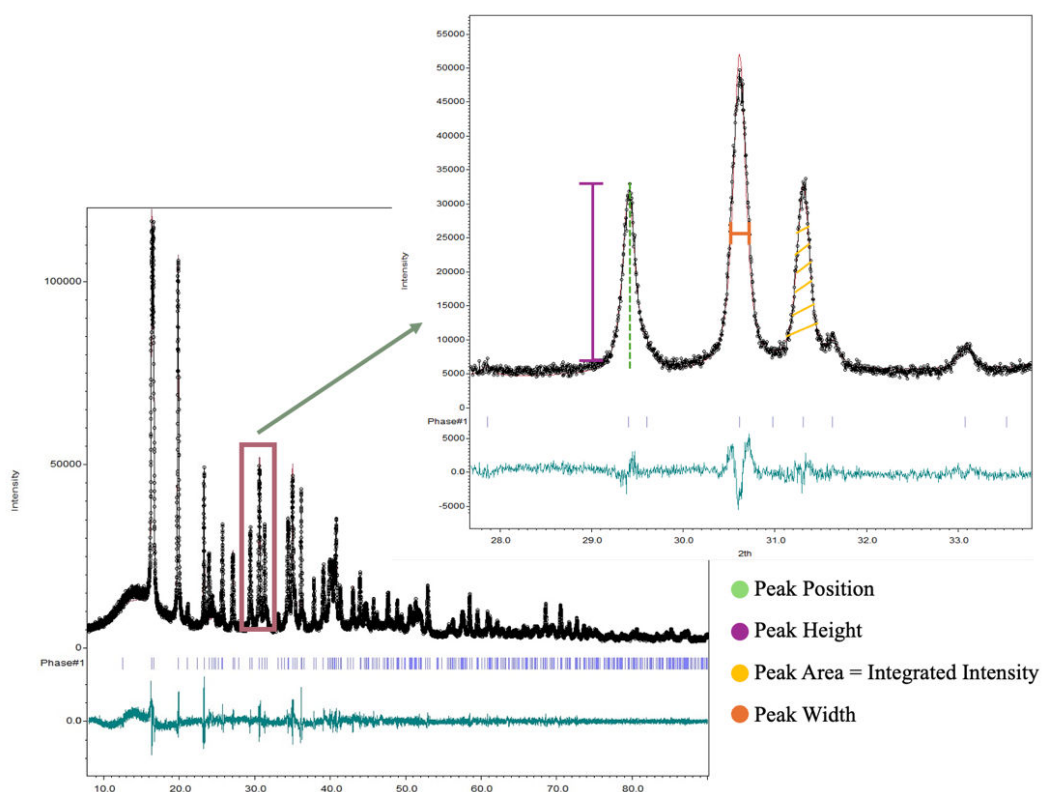 55000
50000
45000
40000
35000
30000
25000
20000
15000
10000
5000
0
Intensity
Phase#1
5000
0.0
-5000
28.0 29.0 30.0 31.0 32.0 33.0
2th
100000
50000
0
Intensity
Phase#1
0.0
10.0 20.0 30.0 40.0 50.0 60.0 70.0 80.0
Peak Position
Peak Height
Peak Area = Integrated Intensity
Peak Width